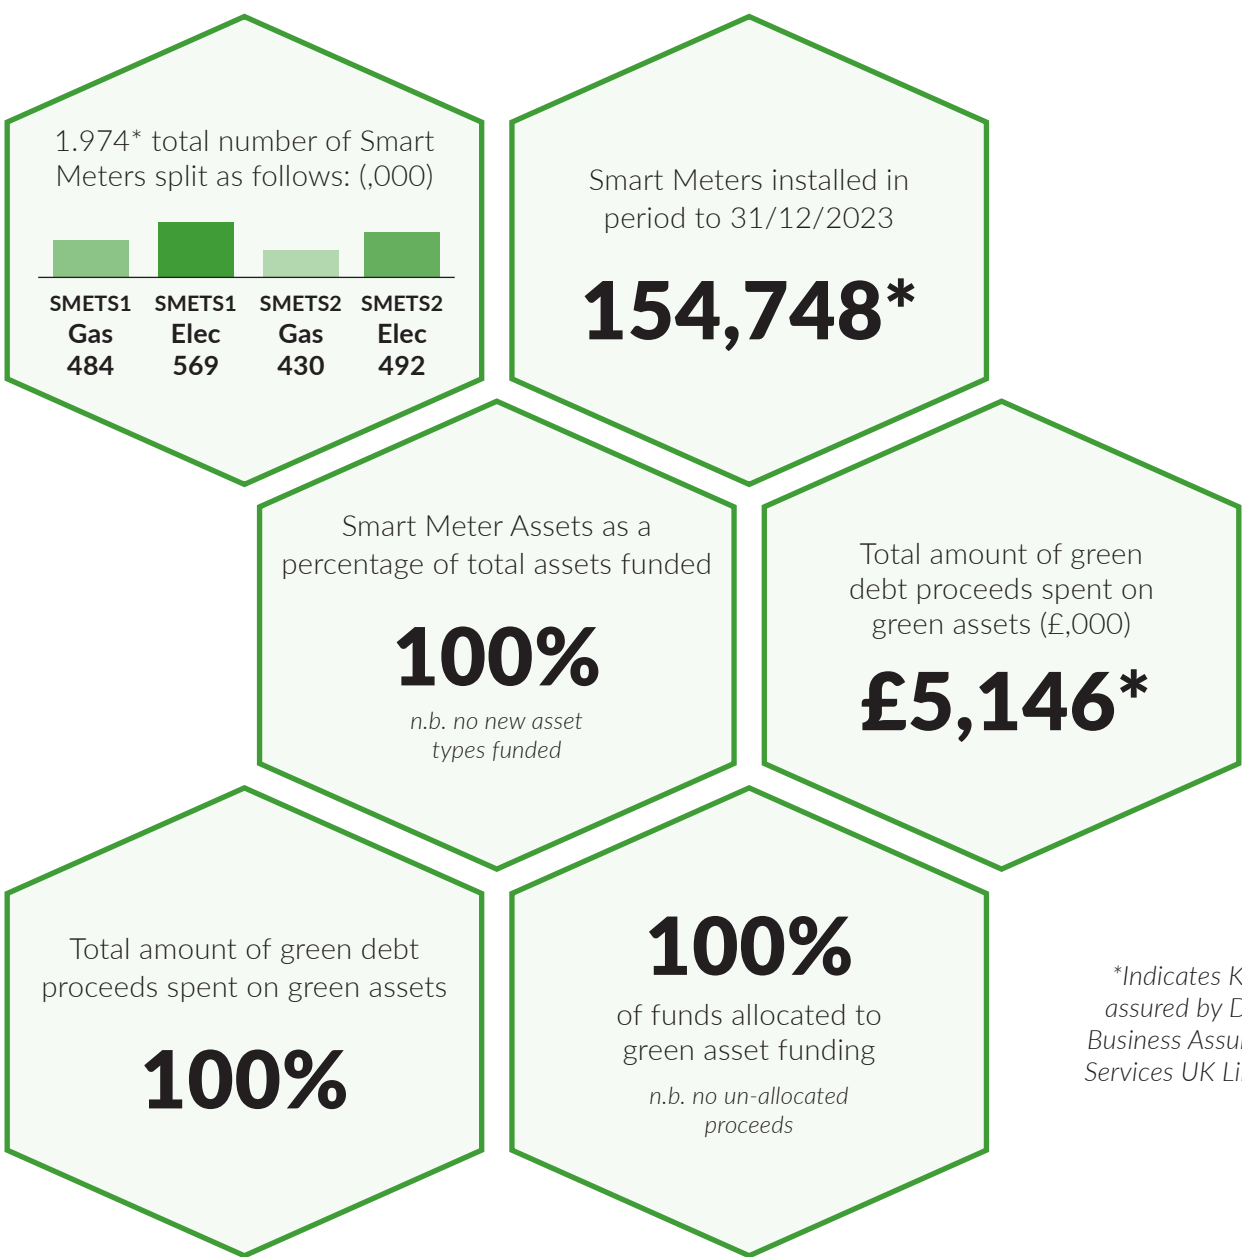 1.974* total number of Smart
Meters split as follows: (,000)
SMETS1 SMETS1 SMETS2 SMETS2
Gas Elec Gas Elec
484 569 430 492
Smart Meters installed in
period to 31/12/2023
154,748*
Smart Meter Assets as a
percentage of total assets funded
100%
n.b. no new asset
types funded
Total amount of green
debt proceeds spent on
green assets (£,000)
£5,146*
Total amount of green debt
proceeds spent on green assets
100%
100%
of funds allocated to
green asset funding
n.b. no un-allocated
proceeds
*Indicates
assured by
Business
Services UK